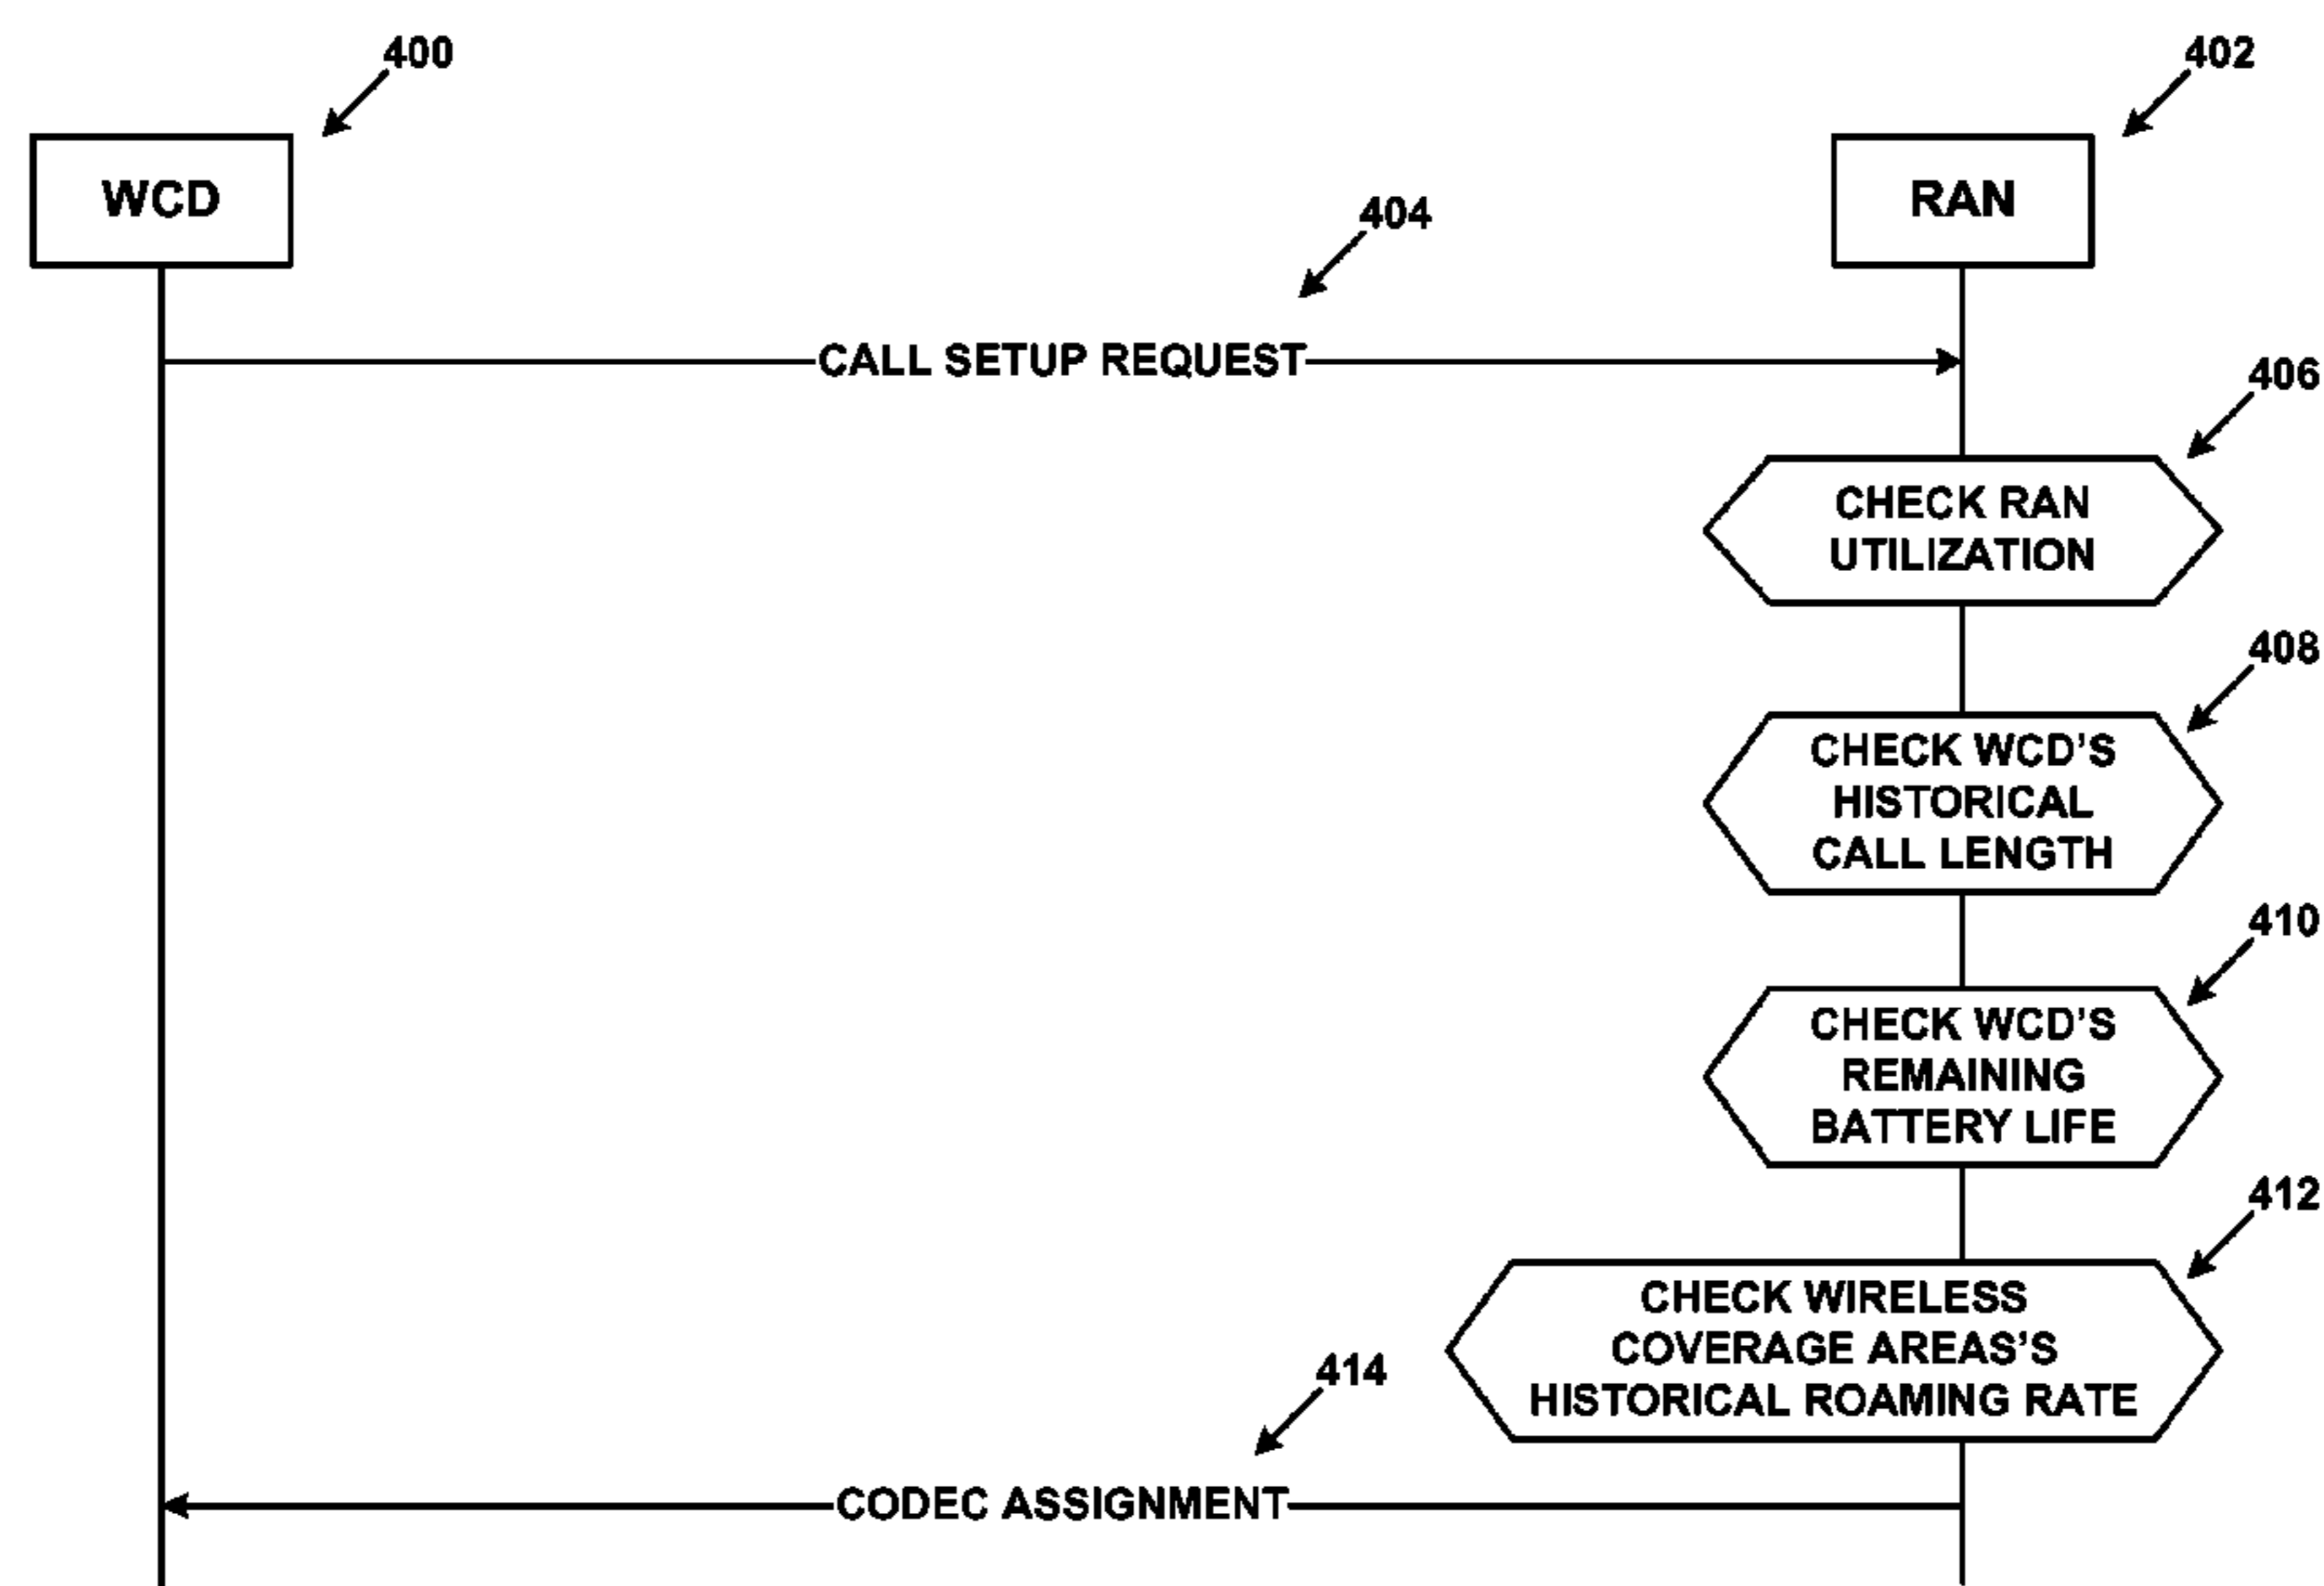 400
402
WCD
RAN
404
CALL SETUP REQUEST
406
CHECK RAN
UTILIZATION
408
CHECK WCD'S
HISTORICAL
CALL LENGTH
410
CHECK WCD'S
REMAINING
BATTERY LIFE
412
CHECK WIRELESS
COVERAGE AREAS'S
HISTORICAL ROAMING RATE
414
CODEC ASSIGNMENT